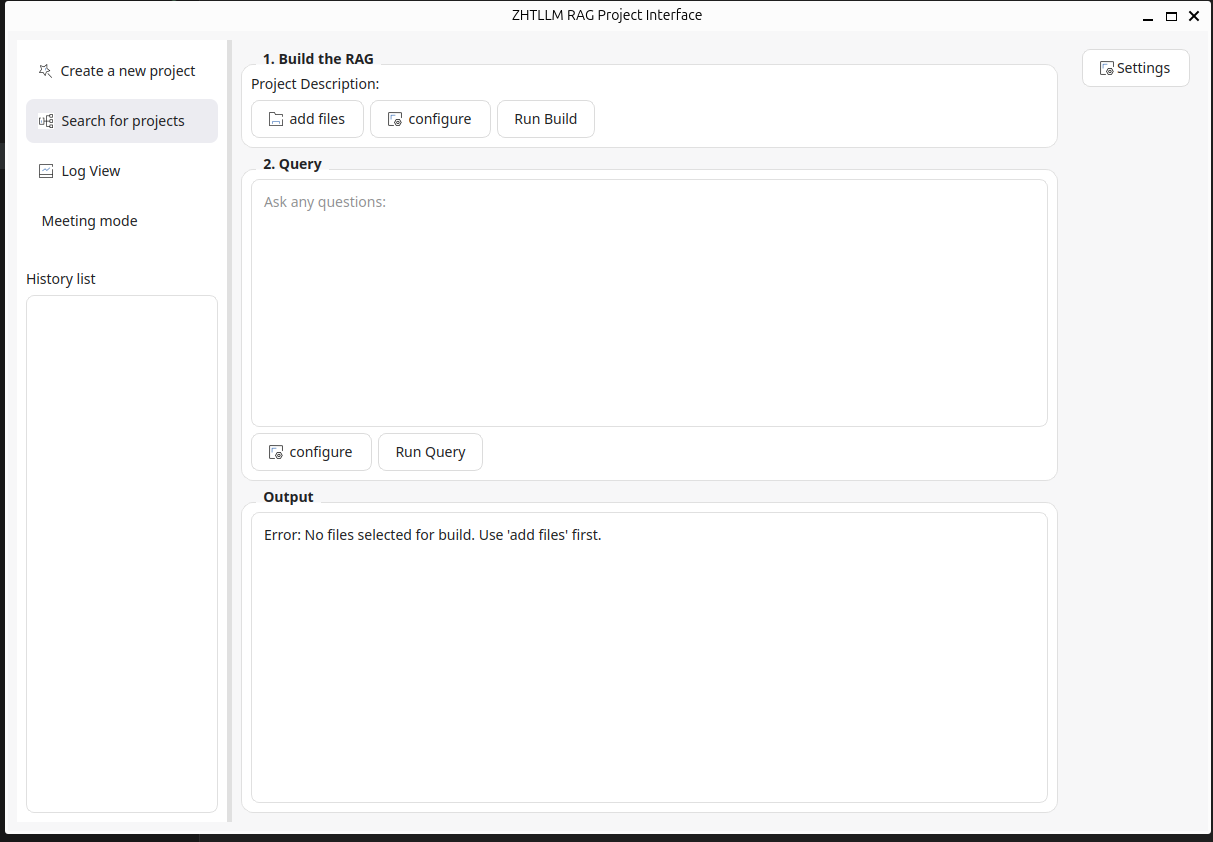 ZHTLLM RAG Project Interface
Create a new project
Search for projects
Log View
Meeting mode
History list
1. Build the RAG
Project Description:
add files
configure
Run Build
2. Query
Ask any questions:
configure
Run Query
Output
Error: No files selected for build. Use 'add files' first.
Settings